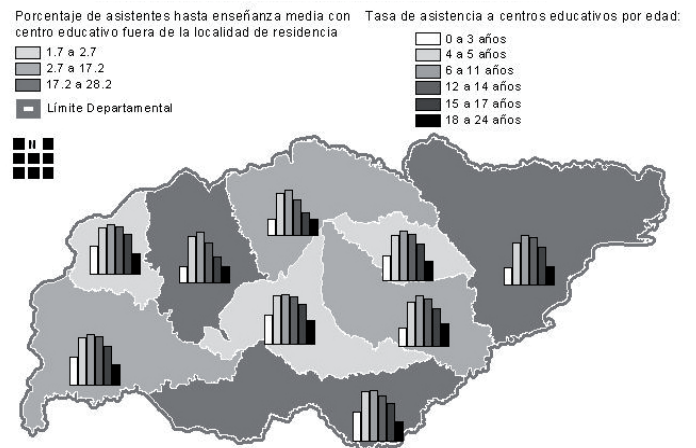 Porcentaje de asistentes hasta enseñanza media con
centro educativo fuera de la localidad de residencia
1.7 a 2.7
2.7 a 17.2
17.2 a 28.2
Límite Departamental
Tasa de asistencia a centros educativos por edad:
0 a 3 años
4 a 5 años
6 a 11 años
12 a 14 años
15 a 17 años
18 a 24 años
N